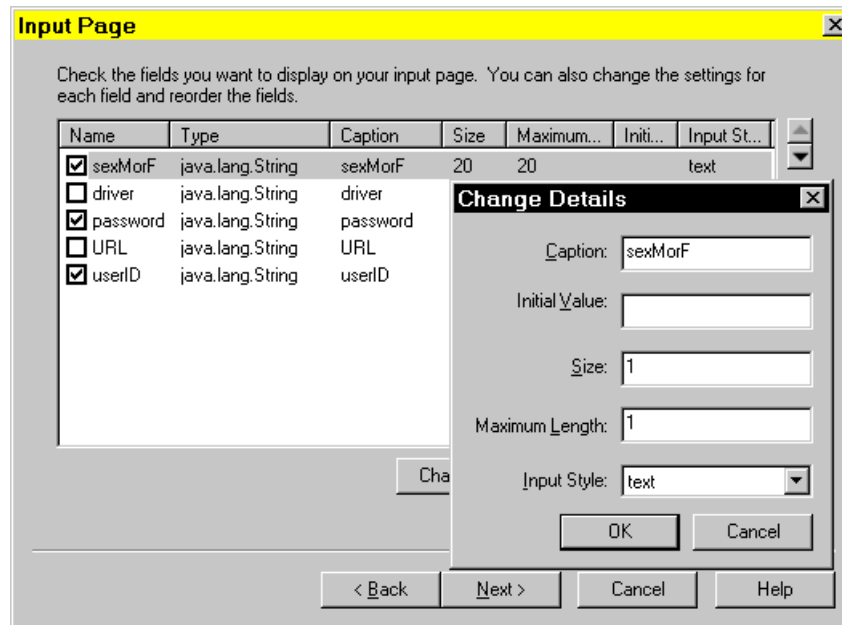 Input Page
Check the fields you want to display on your input page. You can also change the settings for
each field and reorder the fields.
Name Type Caption Size Maximum... Initi... Input St...
sexMorF java.lang.String sexMorF 20 20 text
driver java.lang.String driver
password java.lang.String password
URL java.lang.String URL
userID java.lang.String userID
Cha
< Back Next > Cancel Help
Change Details
Caption: sexMorF
Initial Value:
Size: 1
Maximum Length: 1
Input Style: text
OK Cancel